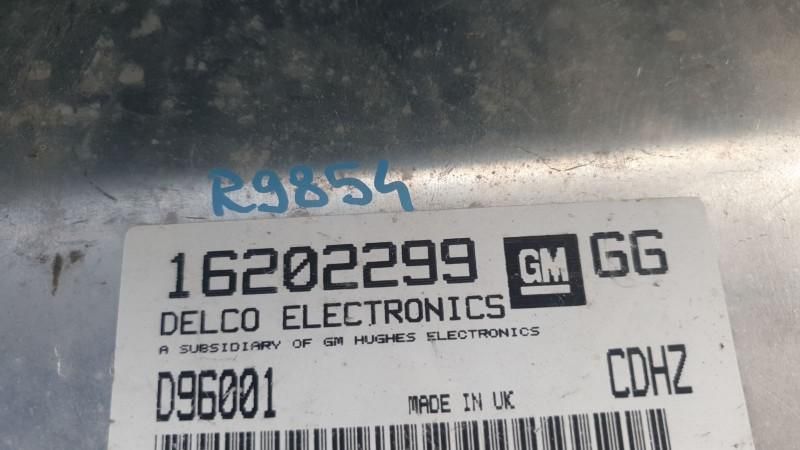 R9854
16202299 GM GG
DELCO ELECTRONICS
A SUBSIDIARY OF GM HUGHES ELECTRONICS
D96001 MADE IN UK CDHZ